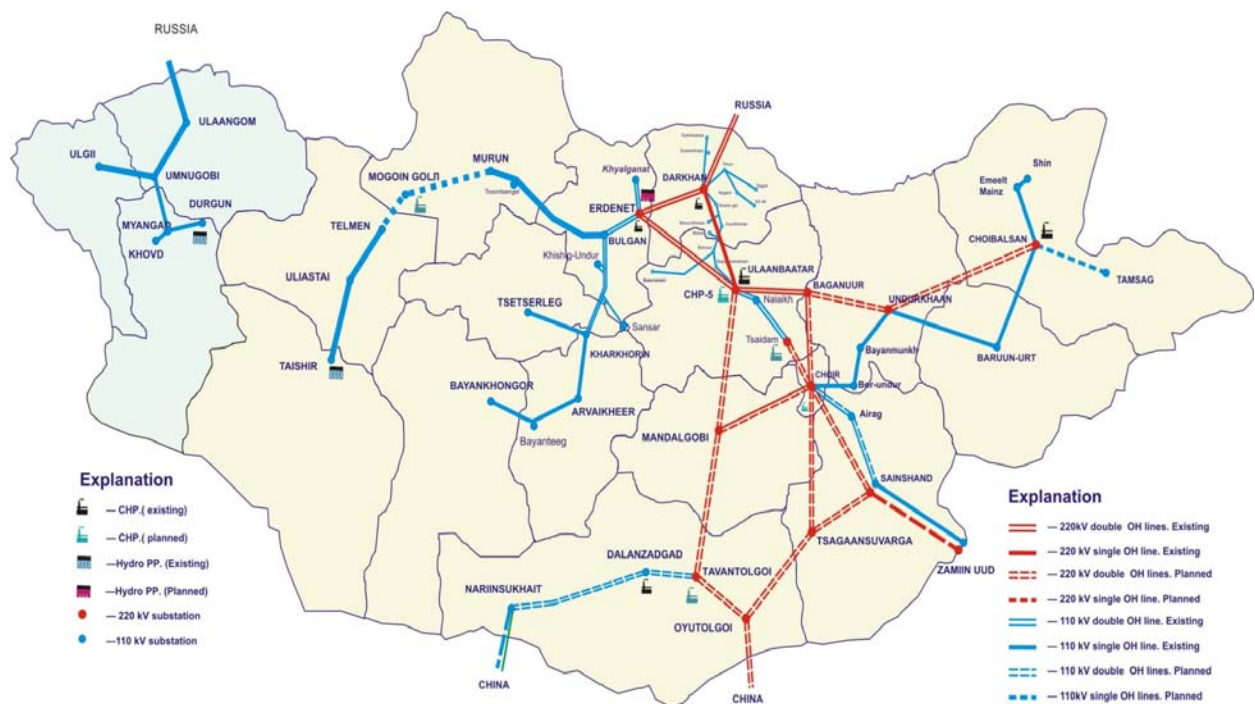 RUSSIA
ULAANGOM
ULGII
UMNUGOBI
DURGUN
MYANGAD
KHOVD
MURUN
MOGOIN GOLII
Tosontsengel
TELMEN
ULIASTAI
TAISHIR
RUSSIA
Khyalganat
DARKHAN
ERDENET
BULGAN
Khishig-Undur
TSETSERLEG
Sansar
KHARKHORIN
BAYANKHONGOR
ARVAIKHEER
Bayanteeg
ULAANBAATAR
CHP-5
Nalaikh
BAGANUUR
Tsaidam
UNDURKHAAN
Shin
Emeelt
Mainz
CHOIBALSAN
TAMSAG
Bayanmunkh
BARUUN-URT
CHOIR
Bor-undur
Airag
MANDALGOBI
SAINSHAND
TSAGAANSUVARGA
ZAMIIN UUD
DALANZADGAD
TAVANTOLGOI
NARIINSUKHAIT
OYUTOLGOI
CHINA
CHINA
Explanation
— CHP.( existing)
— CHP.( planned)
— Hydro PP. (Existing)
—Hydro PP. (Planned)
— 220 kV substation
—110 kV substation
Explanation
— 220kV double OH lines. Existing
— 220 kV single OH line. Existing
— 220 kV double OH lines. Planned
— 220 kV single OH line. Planned
— 110 kV double OH lines. Existing
— 110 kV single OH line. Existing
— 110 kV double OH lines. Planned
— 110kV single OH lines. Planned